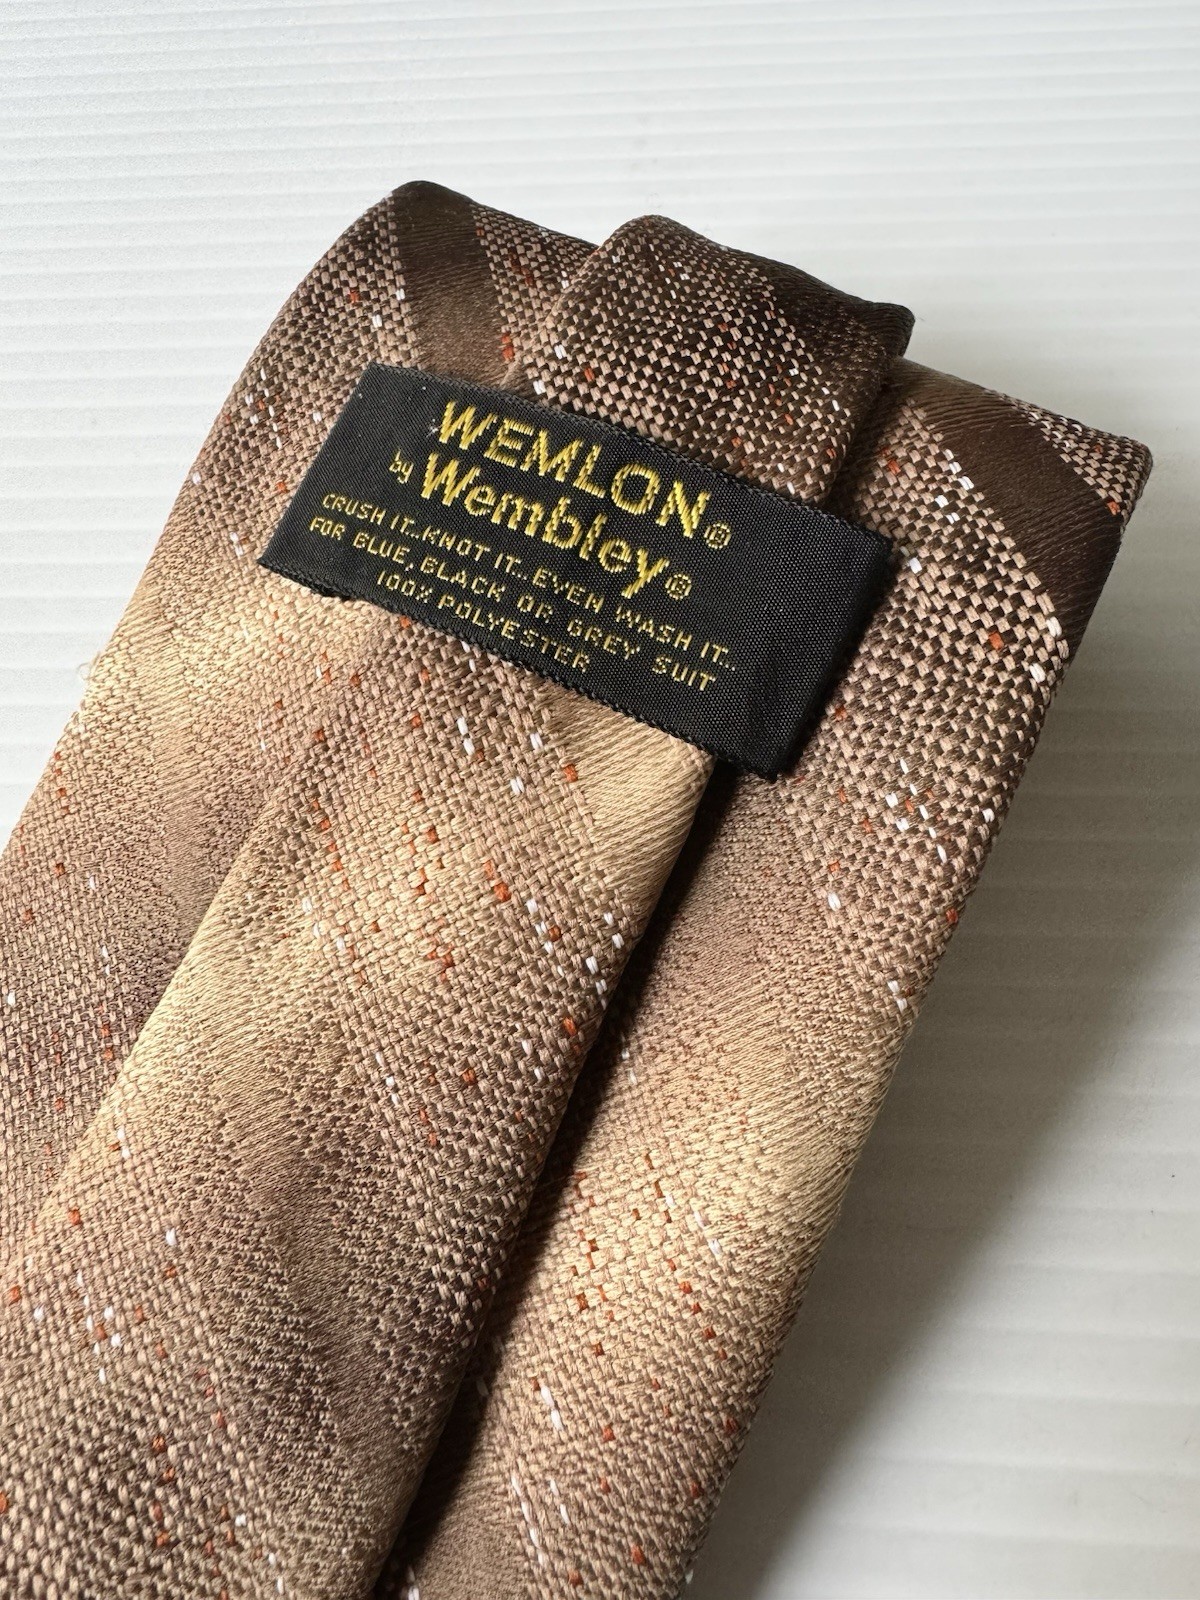 WEMLON®
by Wembley®
CRUSH IT...KNOT IT...EVEN WASH IT...
FOR BLUE, BLACK OR GREY SUIT
100% POLYESTER